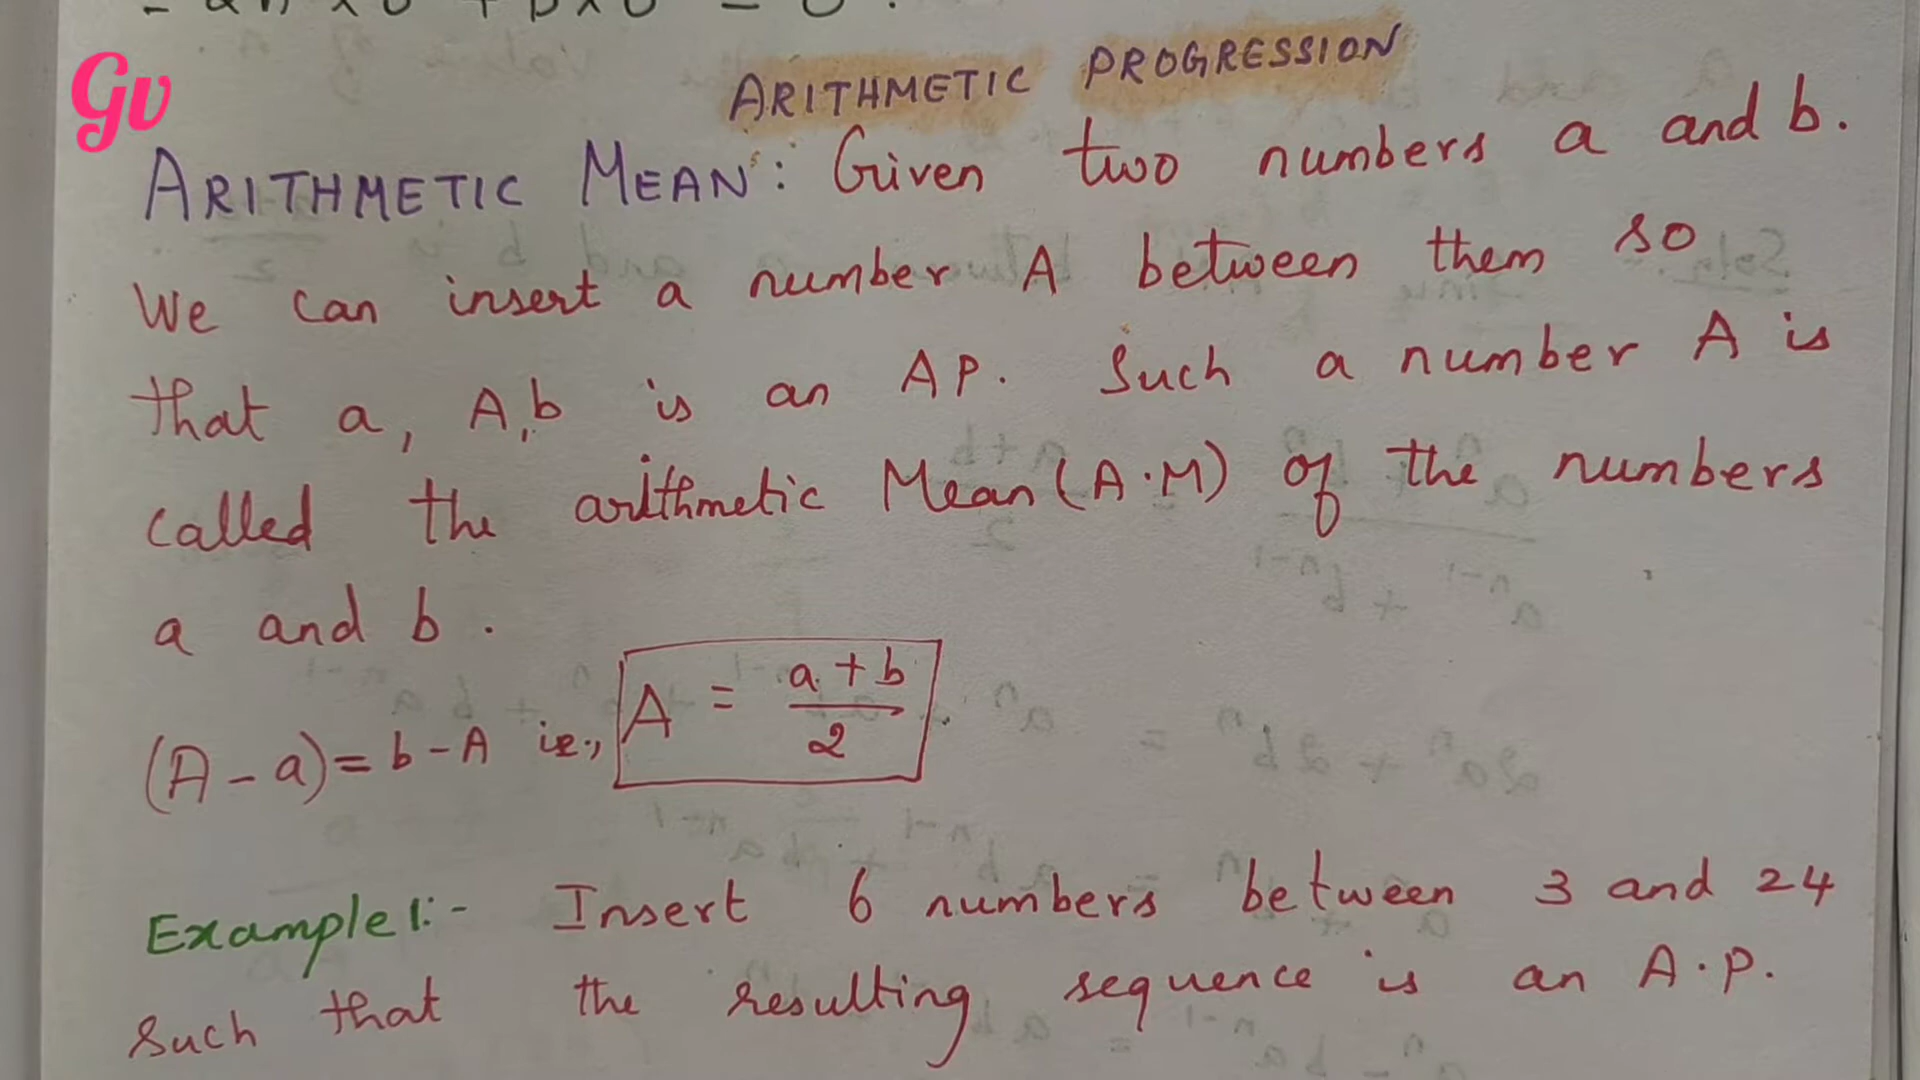 Gv
ARITHMETIC PROGRESSION
ARITHMETIC MEAN: Given two numbers a and b.
We can insert a number A between them so
that a, A, b is an AP. Such a number A is
called the arithmetic Mean (A.M) of the numbers
a and b.
(A - a) = b - A ie., A = a + b / 2.
Example 1:- Insert 6 numbers between 3 and 24
Such that the resulting sequence is an A.P.